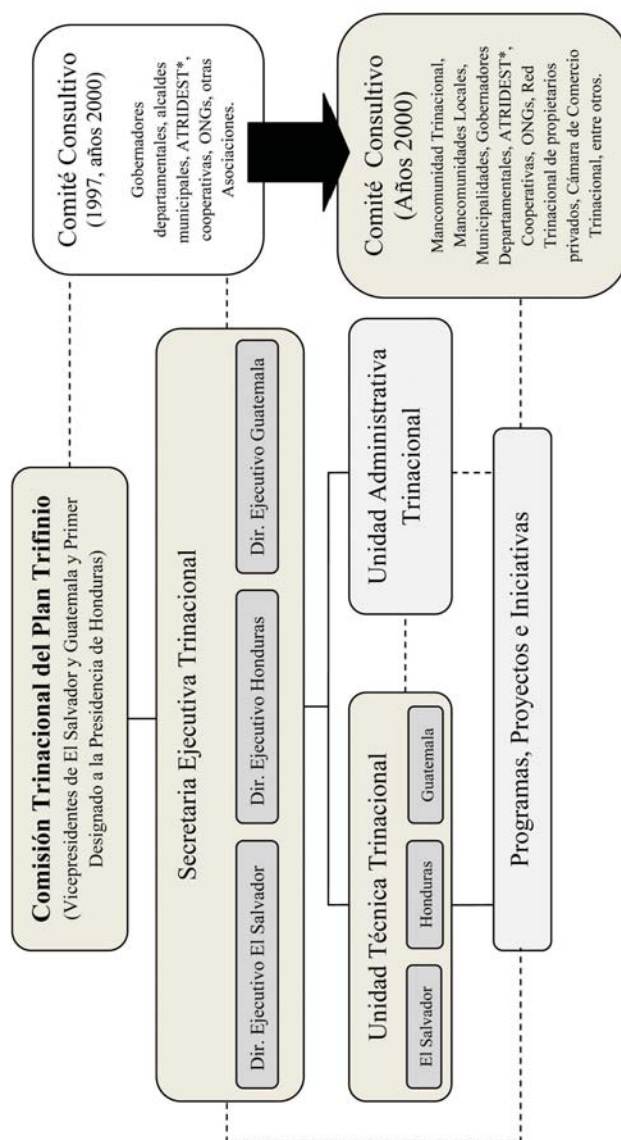 Comisión Trinacional del Plan Trifinio
(Vicepresidentes de El Salvador y Guatemala y Primer
Designado a la Presidencia de Honduras)
Secretaria Ejecutiva Trinacional
Dir. Ejecutivo El Salvador
Dir. Ejecutivo Honduras
Dir. Ejecutivo Guatemala
Unidad Técnica Trinacional
El Salvador
Honduras
Guatemala
Unidad Administrativa
Trinacional
Programas, Proyectos e Iniciativas
Comité Consultivo
(1997, años 2000)
Gobernadores
departamentales, alcaldes
municipales, ATRIDEST*,
cooperativas, ONGs, otras
Asociaciones.
Comité Consultivo
(Años 2000)
Mancomunidad Trinacional,
Mancomunidades Locales,
Municipalidades, Gobernadores
Departamentales, ATRIDEST*,
Cooperativas, ONGs, Red
Trinacional de propietarios
privados, Cámara de Comercio
Trinacional, entre otros.